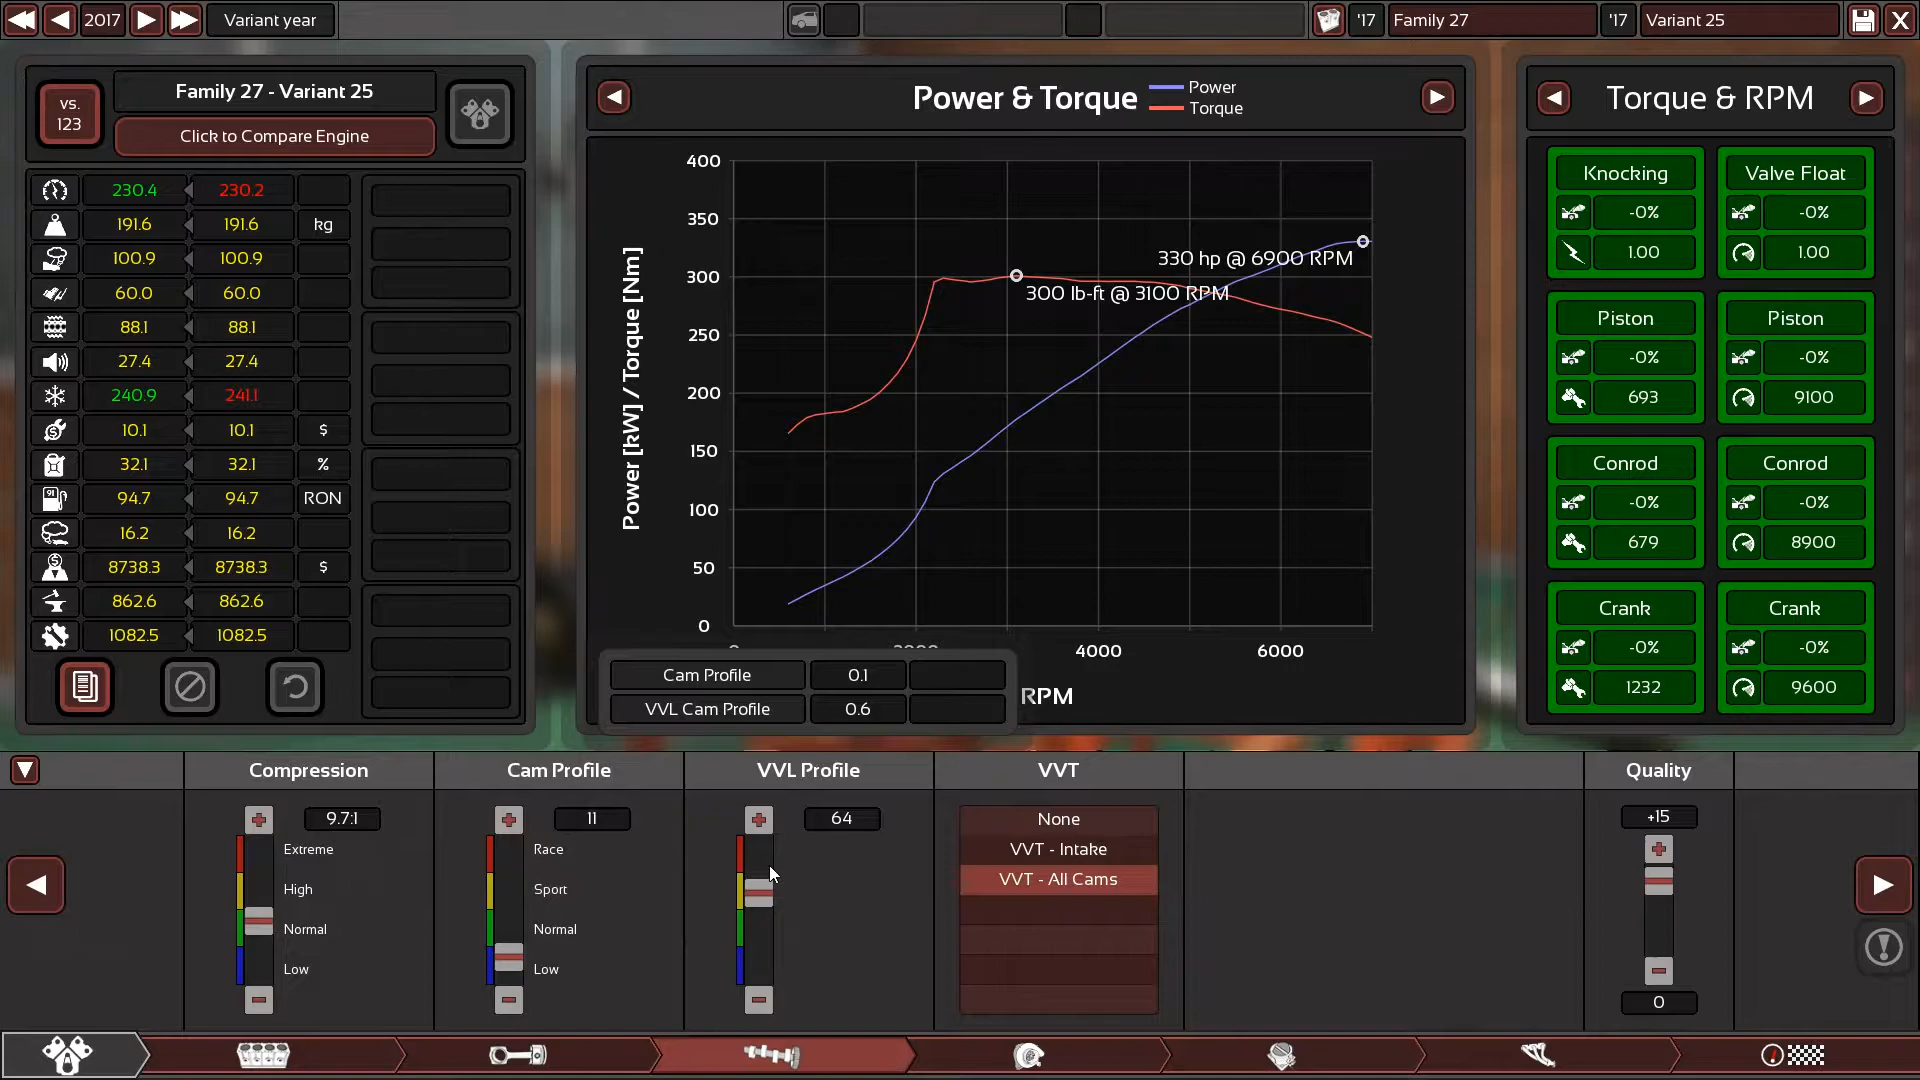 2017
Variant year
'17
Family 27
'17
Variant 25
X
vs.
123
Family 27 - Variant 25
Click to Compare Engine
230.4 230.2
191.6 191.6 kg
100.9 100.9
60.0 60.0
88.1 88.1
27.4 27.4
240.9 241.1
10.1 10.1 $
32.1 32.1 %
94.7 94.7 RON
16.2 16.2
8738.3 8738.3 $
862.6 862.6
1082.5 1082.5
Power & Torque
Power
Torque
Power [kW] / Torque [Nm]
400
350
300
250
200
150
100
50
0
330 hp @ 6900 RPM
300 lb-ft @ 3100 RPM
4000
6000
RPM
Cam Profile 0.1
VVL Cam Profile 0.6
Torque & RPM
Knocking
-0%
1.00
Valve Float
-0%
1.00
Piston
-0%
693
Piston
-0%
9100
Conrod
-0%
679
Conrod
-0%
8900
Crank
-0%
1232
Crank
-0%
9600
Compression
9.7:1
Extreme
High
Normal
Low
Cam Profile
11
Race
Sport
Normal
Low
VVL Profile
64
VVT
None
VVT - Intake
VVT - All Cams
Quality
+15
0